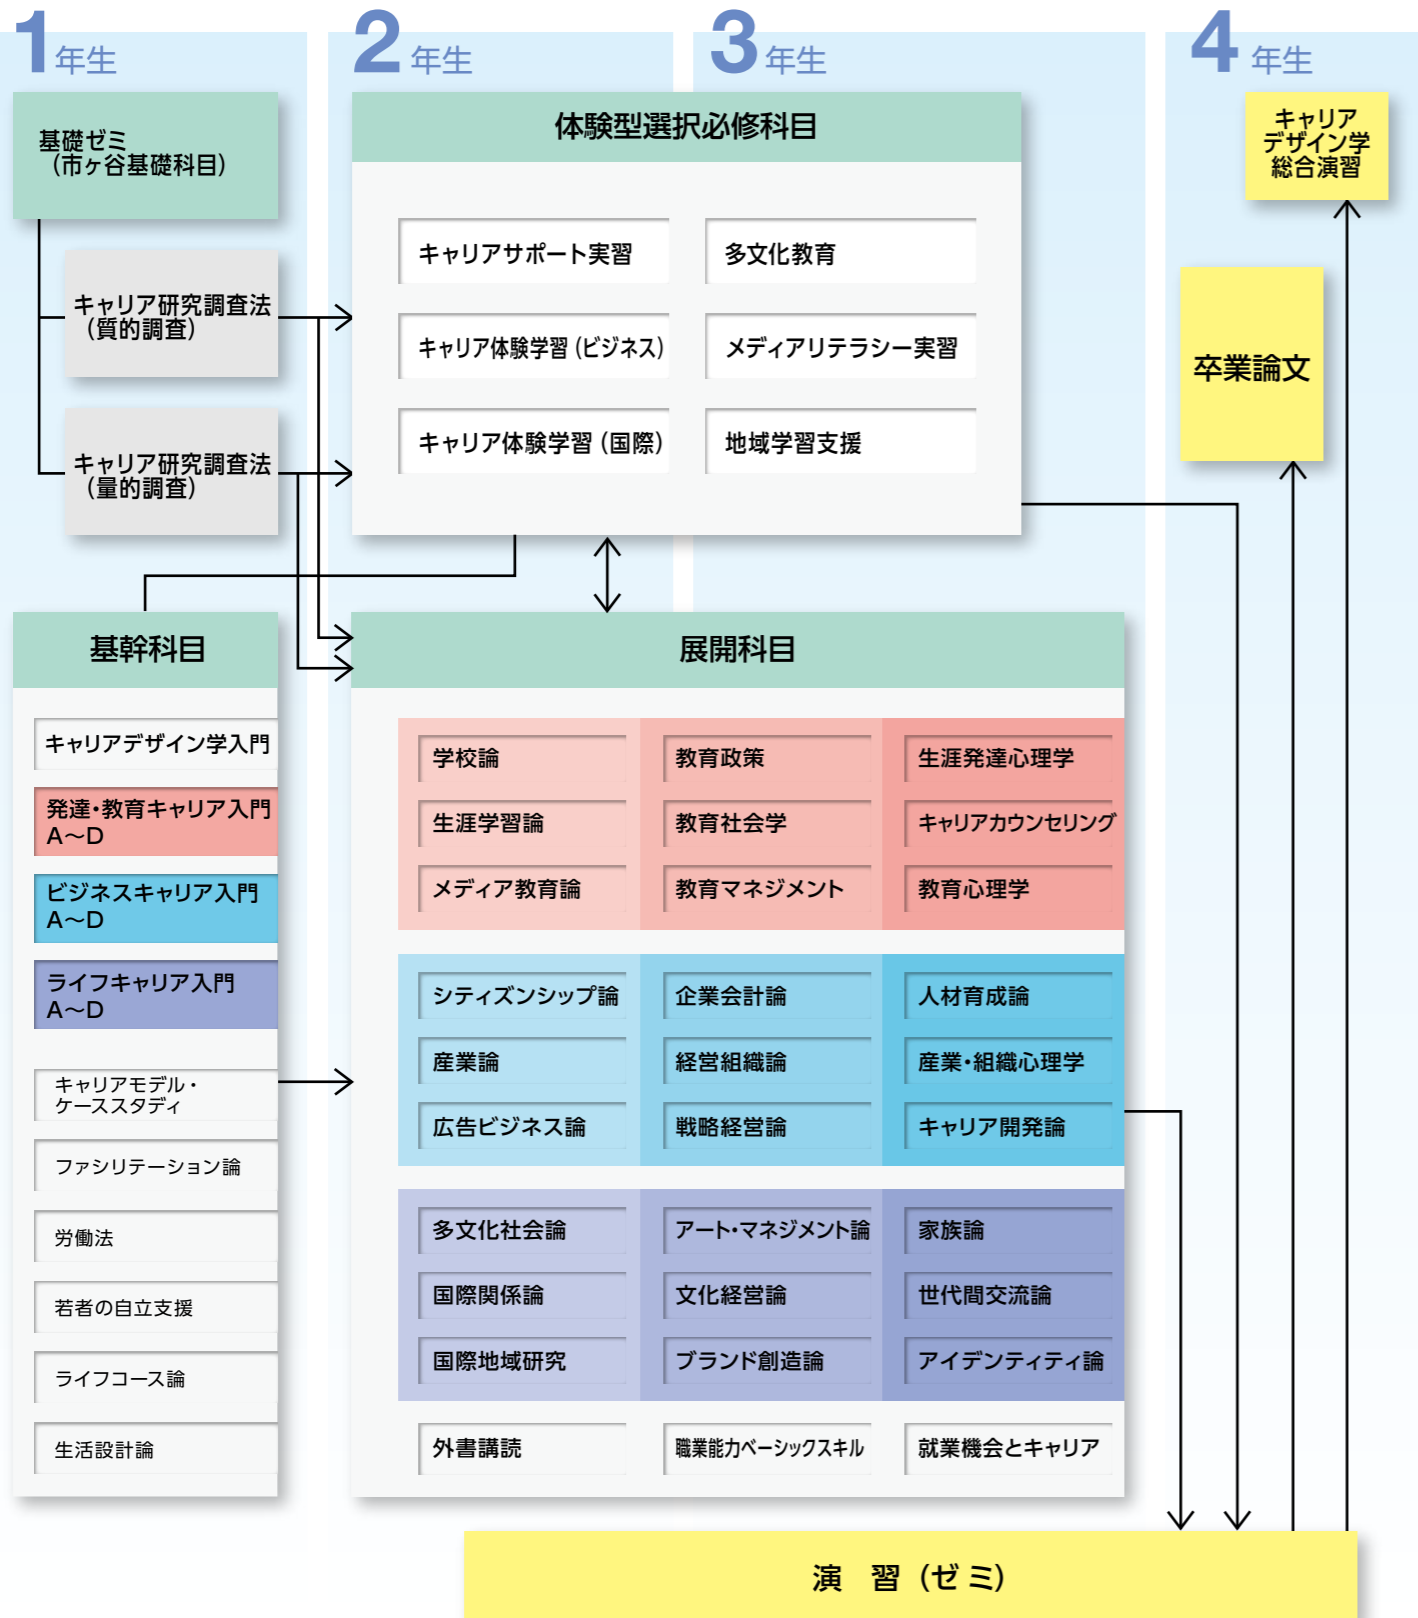 1年生
2年生
3年生
4年生
基礎ゼミ
（市ヶ谷基礎科目）
キャリア研究調査法
（質的調査）
キャリア研究調査法
（量的調査）
体験型選択必修科目
キャリアサポート実習
多文化教育
キャリア体験学習（ビジネス）
メディアリテラシー実習
キャリア体験学習（国際）
地域学習支援
キャリア
デザイン学
総合演習
卒業論文
基幹科目
キャリアデザイン学入門
発達・教育キャリア入門
A～D
ビジネスキャリア入門
A～D
ライフキャリア入門
A～D
キャリアモデル・
ケーススタディ
ファシリテーション論
労働法
若者の自立支援
ライフコース論
生活設計論
展開科目
学校論
教育政策
生涯発達心理学
生涯学習論
教育社会学
キャリアカウンセリング
メディア教育論
教育マネジメント
教育心理学
シティズンシップ論
企業会計論
人材育成論
産業論
経営組織論
産業・組織心理学
広告ビジネス論
戦略経営論
キャリア開発論
多文化社会論
アート・マネジメント論
家族論
国際関係論
文化経営論
世代間交流論
国際地域研究
ブランド創造論
アイデンティティ論
外書講読
職業能力ベーシックスキル
就業機会とキャリア
演　習（ゼミ）